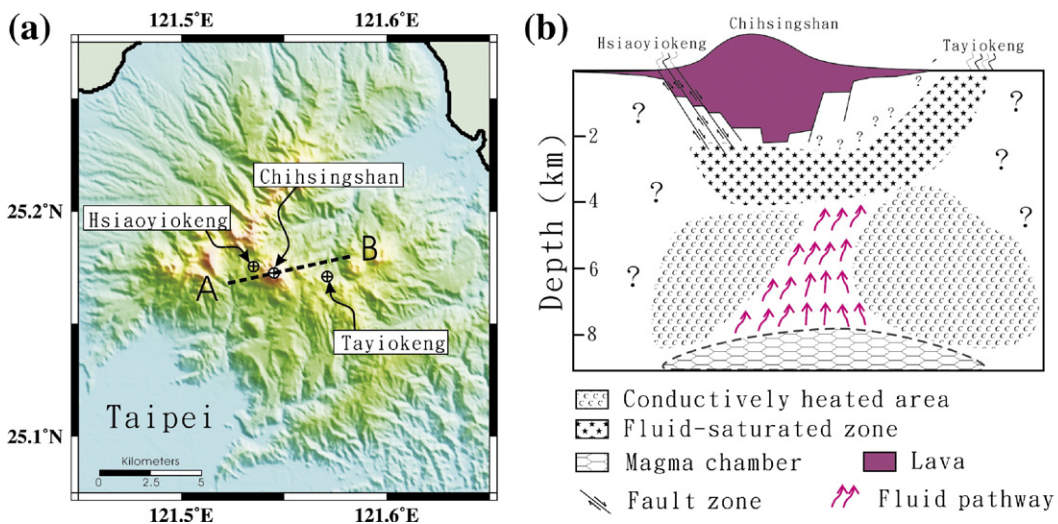 (a)
121.5°E
121.6°E
25.2°N
25.1°N
Chihsingshan
Hsiaoyiokeng
A
B
Tayiokeng
Taipei
Kilometers
0 2.5 5
121.5°E
121.6°E
(b)
Chihsingshan
Hsiaoyiokeng
Tayiokeng
Depth (km)
2
4
6
8
? ? ? ? ? ? ?
? ? ? ?
Conductively heated area
Fluid-saturated zone
Magma chamber
Lava
Fault zone
Fluid pathway